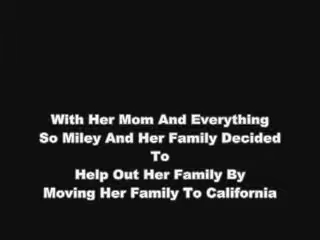 With Her Mom And Everything
So Miley And Her Family Decided
To
Help Out Her Family By
Moving Her Family To California